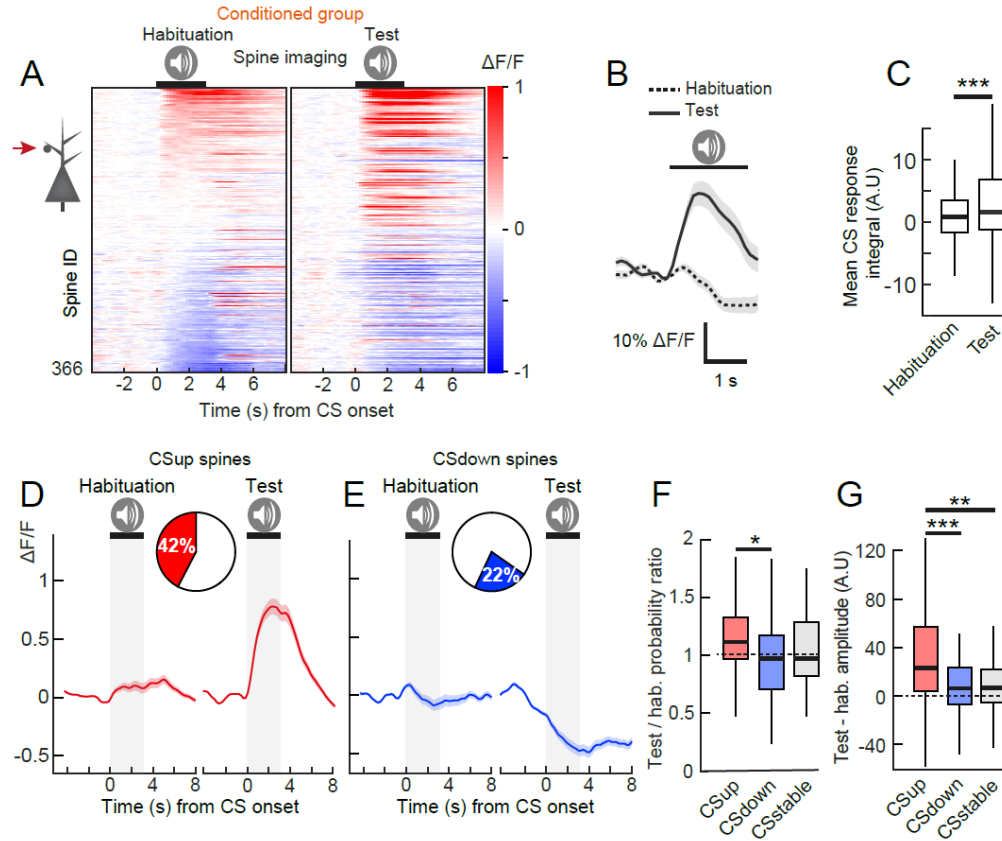 Conditioned group
Habituation
Test
Spine imaging
A
ΔF/F
1
0
-1
Spine ID
366
-2 0 2 4 6
-2 0 2 4 6
Time (s) from CS onset
B
Habituation
Test
10% ΔF/F
1 s
C
***
Mean CS response
integral (A.U)
10
0
-10
Habituation
Test
CSup spines
D
Habituation
Test
42%
ΔF/F
1
0.5
0
-0.5
0 4 8
0 4 8
Time (s) from CS onset
CSdown spines
E
Habituation
Test
22%
0 4 8
0 4 8
Time (s) from CS onset
F
*
Test / hab. probability ratio
2
1.5
1
0.5
0
CSup
CSdown
CSstable
G
**
***
Test - hab. amplitude (A.U)
120
80
40
0
-40
CSup
CSdown
CSstable